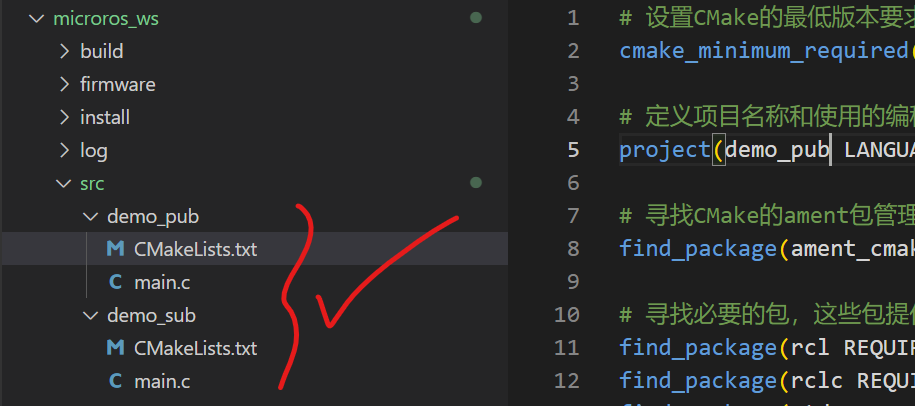 microros_ws
build
firmware
install
log
src
demo_pub
CMakeLists.txt
main.c
demo_sub
CMakeLists.txt
main.c
1 # 设置CMake的最低版本要求
2 cmake_minimum_required(
3
4 # 定义项目名称和使用的编程
5 project(demo_pub LANGUA
6
7 # 寻找CMake的ament包管理
8 find_package(ament_cmak
9
10 # 寻找必要的包，这些包提供
11 find_package(rcl REQUIR
12 find_package(rclc REQUI